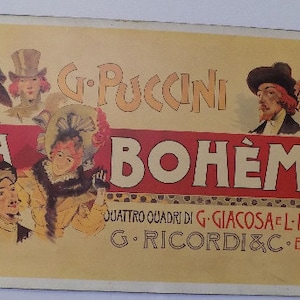 G·PUCCINI
A BOHÈM
QUATTRO QUADRI DI G·GIACOSA E L·I
G·RICORDI&C·E